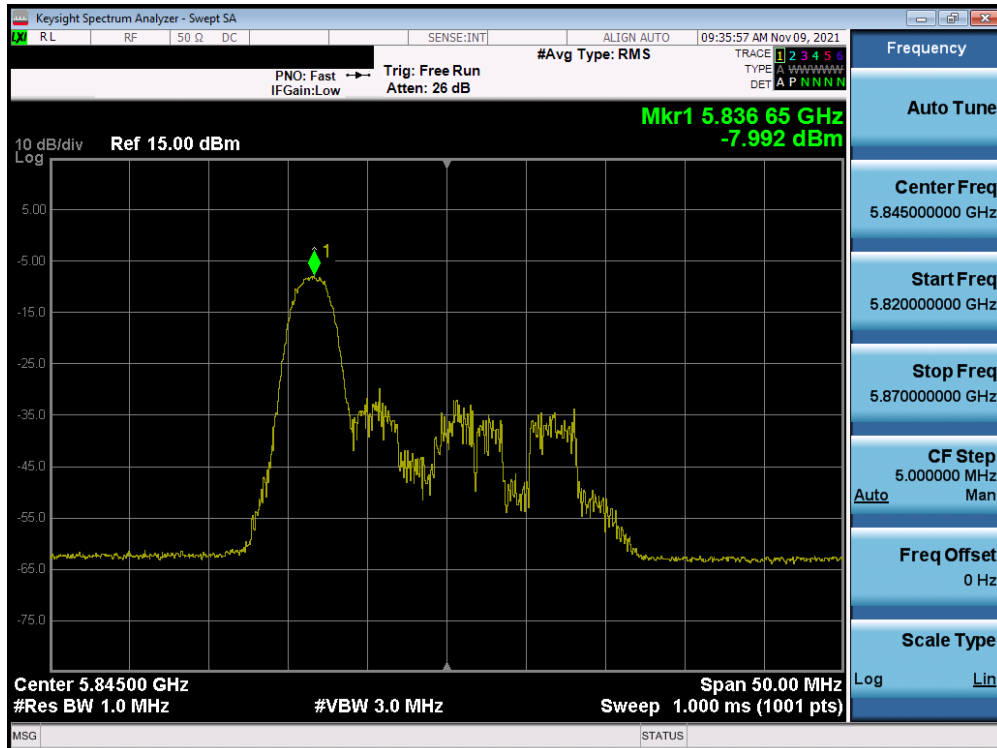 Keysight Spectrum Analyzer - Swept SA
LXI RL RF 50 Ω DC SENSE:INT ALIGN AUTO 09:35:57 AM Nov 09, 2021
#Avg Type: RMS
TRACE 1 2 3 4 5 6
PNO: Fast Trig: Free Run TYPE A WWWWW
IFGain:Low Atten: 26 dB DET A P N N N N
Mkr1 5.836 65 GHz
-7.992 dBm
10 dB/div Ref 15.00 dBm
Log
1
5.00
-5.00
-15.0
-25.0
-35.0
-45.0
-55.0
-65.0
-75.0
Center 5.84500 GHz Span 50.00 MHz
#Res BW 1.0 MHz #VBW 3.0 MHz Sweep 1.000 ms (1001 pts)
MSG STATUS
Frequency
Auto Tune
Center Freq
5.845000000 GHz
Start Freq
5.820000000 GHz
Stop Freq
5.870000000 GHz
CF Step
5.000000 MHz
Auto Man
Freq Offset
0 Hz
Scale Type
Log Lin